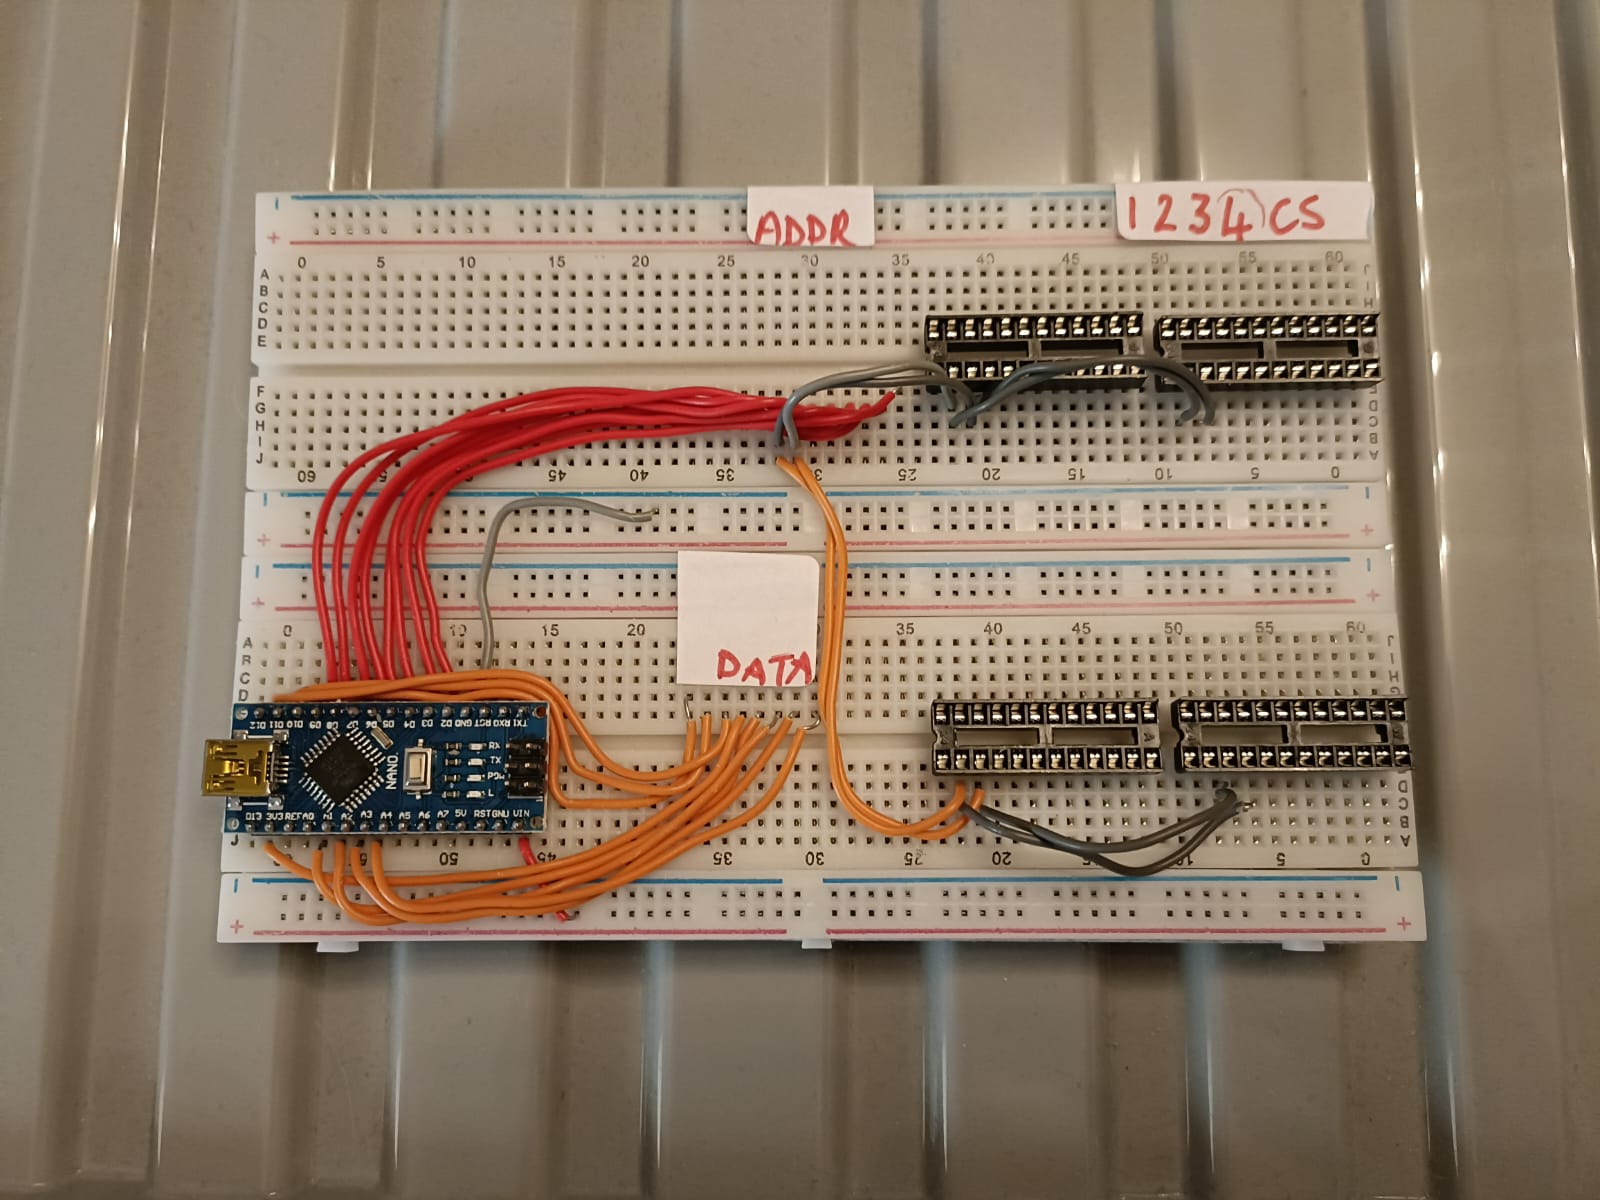 ADDR
1 2 3 4 CS
- 
+
0 5 10 15 20 25 30 35 40 45 50 55 60
A
B
C
D
E
F
G
H
I
J
60 45 40 35 25 20 15 10 5 0
DATA
0 10 15 20 35 40 45 50 55 60
D12 D11 D10 D9 D8 D7 D6 D5 D4 D3 D2 GND RST RX0 TX1
RX
TX
POW
NANO
D13 3V3 REF A0 A1 A2 A3 A4 A5 A6 A7 5V RST GND VIN
50 45 35 30 25 20 5 0